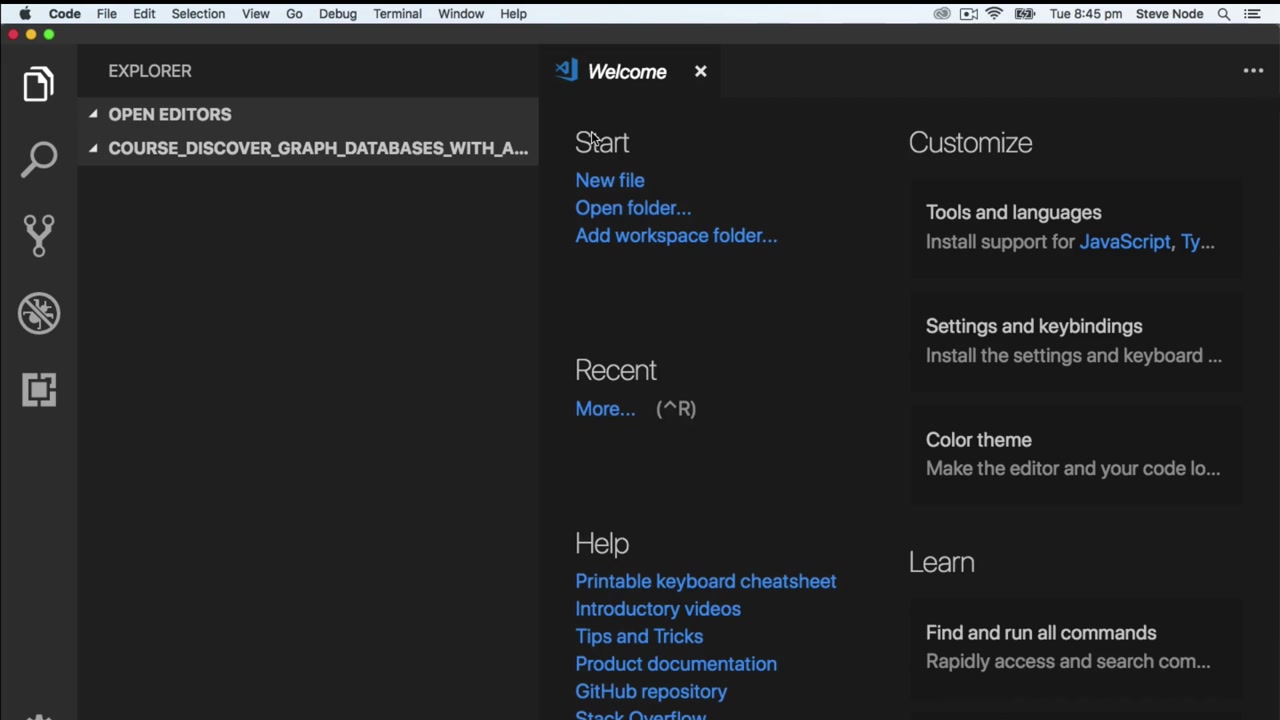 Code File Edit Selection View Go Debug Terminal Window Help Tue 8:45 pm Steve Node
EXPLORER
OPEN EDITORS
COURSE_DISCOVER_GRAPH_DATABASES_WITH_A...
Welcome
Start
New file
Open folder...
Add workspace folder...
Recent
More... (^R)
Help
Printable keyboard cheatsheet
Introductory videos
Tips and Tricks
Product documentation
GitHub repository
Stack Overflow
Customize
Tools and languages
Install support for JavaScript, Ty...
Settings and keybindings
Install the settings and keyboard ...
Color theme
Make the editor and your code lo...
Learn
Find and run all commands
Rapidly access and search com...